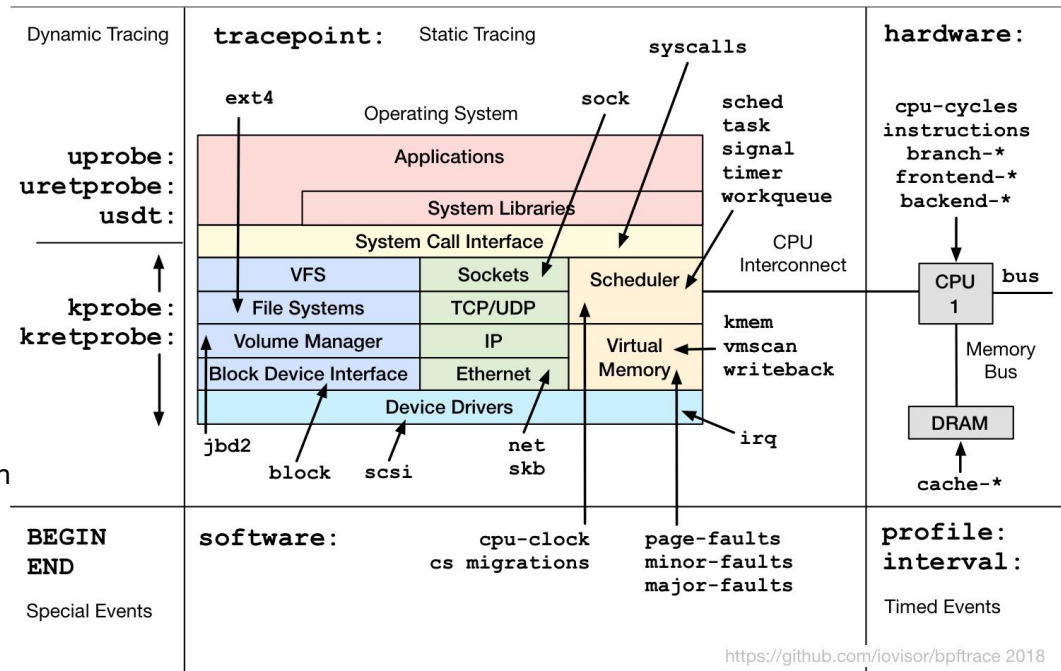 Dynamic Tracing
tracepoint: Static Tracing
hardware:
syscalls
ext4
sock
Operating System
sched
task
signal
timer
workqueue
cpu-cycles
instructions
branch-*
frontend-*
backend-*
uprobe:
uretprobe:
usdt:
Applications
System Libraries
System Call Interface
CPU
Interconnect
kprobe:
kretprobe:
VFS
File Systems
Volume Manager
Block Device Interface
Sockets
TCP/UDP
IP
Ethernet
Scheduler
Virtual
Memory
Device Drivers
kmem
vmscan
writeback
CPU
1
bus
Memory
Bus
DRAM
cache-*
jbd2
block
scsi
net
skb
irq
n
BEGIN
END
Special Events
software:
cpu-clock
cs migrations
page-faults
minor-faults
major-faults
profile:
interval:
Timed Events
https://github.com/iovisor/bpftrace 2018